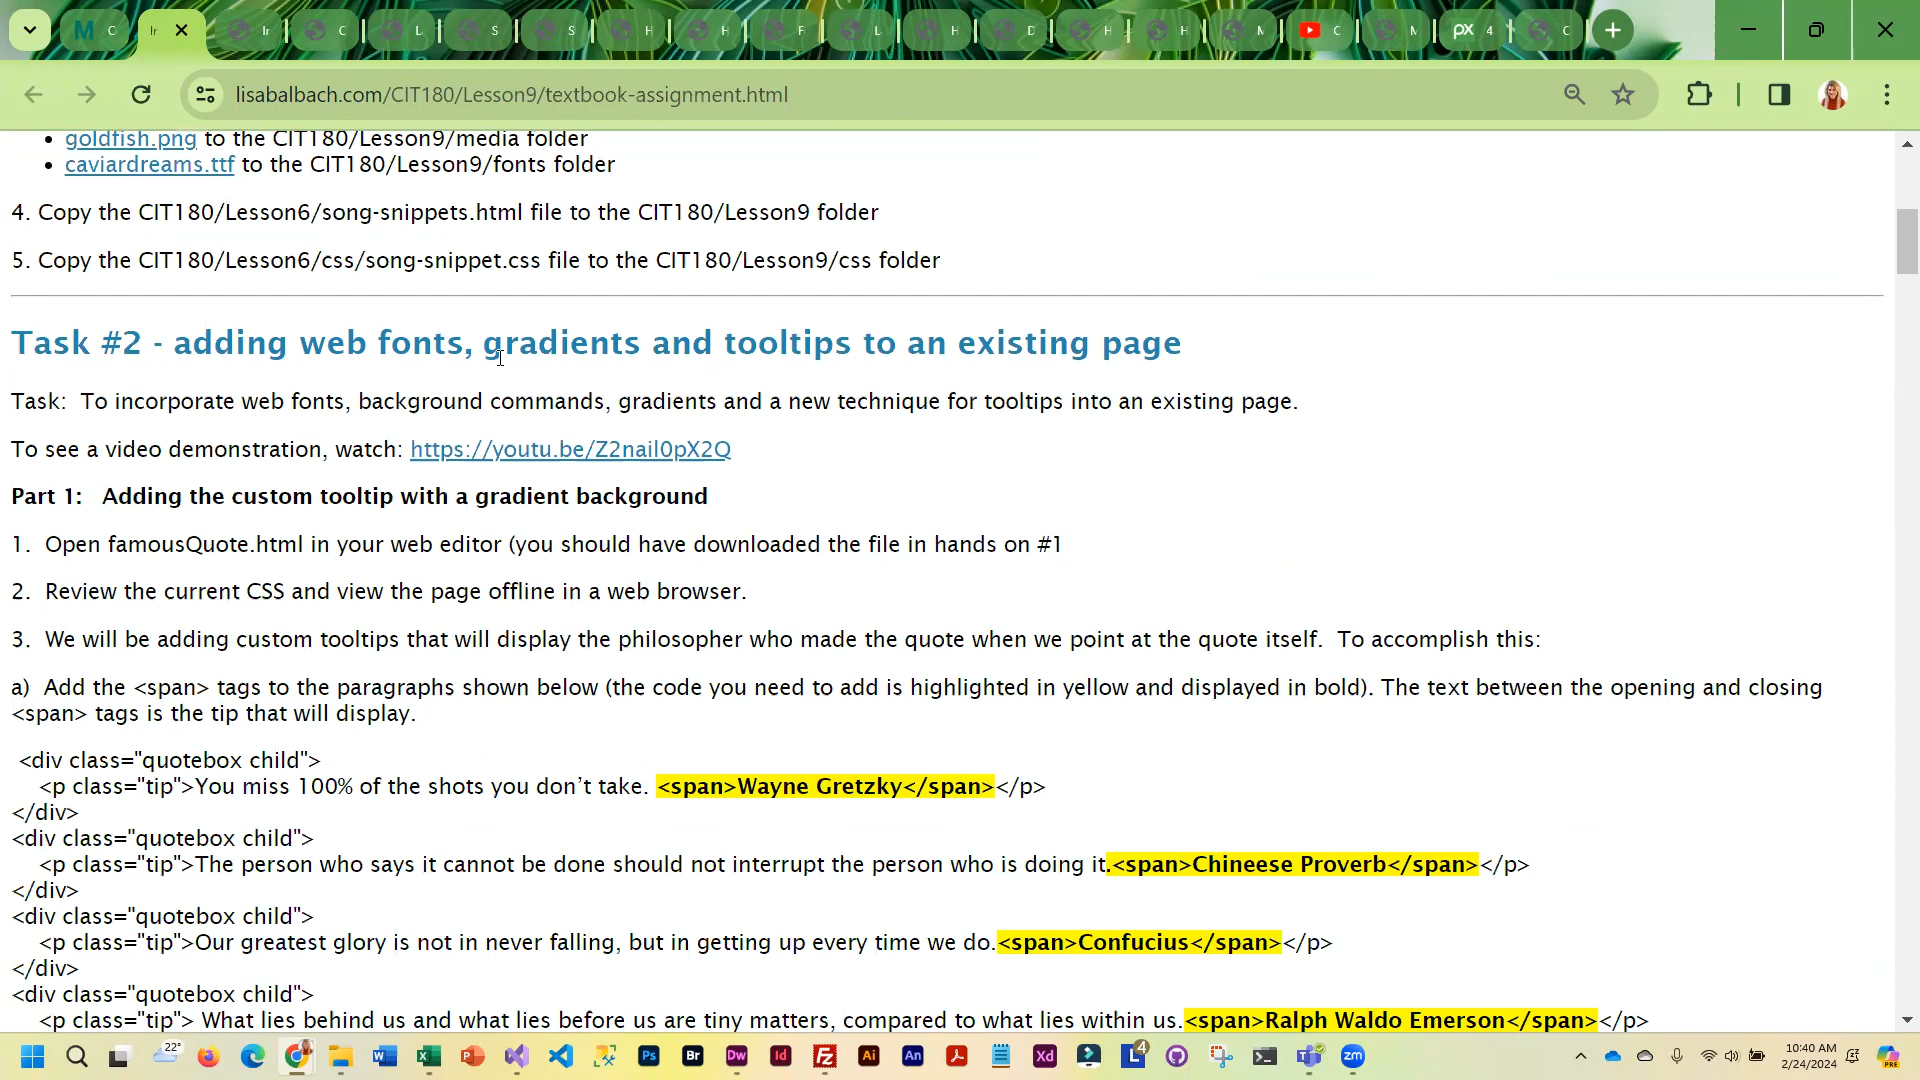 C
Ir
Ir
C
L
S
S
H
H
F
L
H
D
H
H
M
C
M
px 4
C
lisabalbach.com/CIT180/Lesson9/textbook-assignment.html
• goldfish.png to the CIT180/Lesson9/media folder
• caviardreams.ttf to the CIT180/Lesson9/fonts folder
4. Copy the CIT180/Lesson6/song-snippets.html file to the CIT180/Lesson9 folder
5. Copy the CIT180/Lesson6/css/song-snippet.css file to the CIT180/Lesson9/css folder
Task #2 - adding web fonts, gradients and tooltips to an existing page
Task:  To incorporate web fonts, background commands, gradients and a new technique for tooltips into an existing page.
To see a video demonstration, watch: https://youtu.be/Z2nail0pX2Q
Part 1:   Adding the custom tooltip with a gradient background
1.  Open famousQuote.html in your web editor (you should have downloaded the file in hands on #1
2.  Review the current CSS and view the page offline in a web browser.
3.  We will be adding custom tooltips that will display the philosopher who made the quote when we point at the quote itself.  To accomplish this:
a)  Add the <span> tags to the paragraphs shown below (the code you need to add is highlighted in yellow and displayed in bold). The text between the opening and closing
<span> tags is the tip that will display.
<div class="quotebox child">
<p class="tip">You miss 100% of the shots you don’t take. <span>Wayne Gretzky</span></p>
</div>
<div class="quotebox child">
<p class="tip">The person who says it cannot be done should not interrupt the person who is doing it.<span>Chineese Proverb</span></p>
</div>
<div class="quotebox child">
<p class="tip">Our greatest glory is not in never falling, but in getting up every time we do.<span>Confucius</span></p>
</div>
<div class="quotebox child">
<p class="tip"> What lies behind us and what lies before us are tiny matters, compared to what lies within us.<span>Ralph Waldo Emerson</span></p>
22°
Ps
Br
Dw
Id
Fz
Ai
An
Xd
L 4
zm
10:40 AM
2/24/2024
PRE